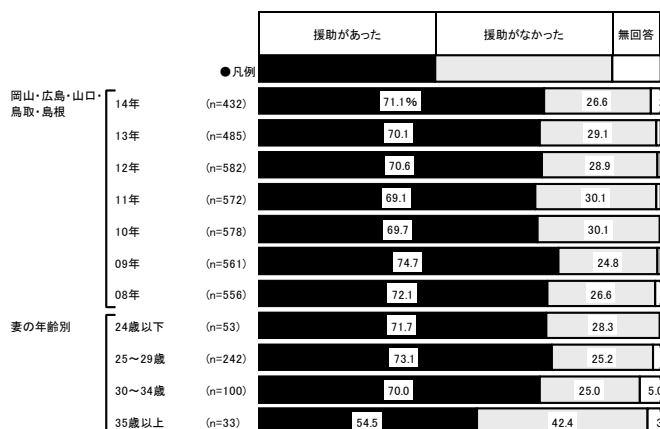 援助があった 援助がなかった 無回答
●凡例
岡山・広島・山口・
鳥取・島根
14年 (n=432) 71.1% 26.6
13年 (n=485) 70.1 29.1
12年 (n=582) 70.6 28.9
11年 (n=572) 69.1 30.1
10年 (n=578) 69.7 30.1
09年 (n=561) 74.7 24.8
08年 (n=556) 72.1 26.6
妻の年齢別 24歳以下 (n=53) 71.7 28.3
25～29歳 (n=242) 73.1 25.2
30～34歳 (n=100) 70.0 25.0 5.0
35歳以上 (n=33) 54.5 42.4